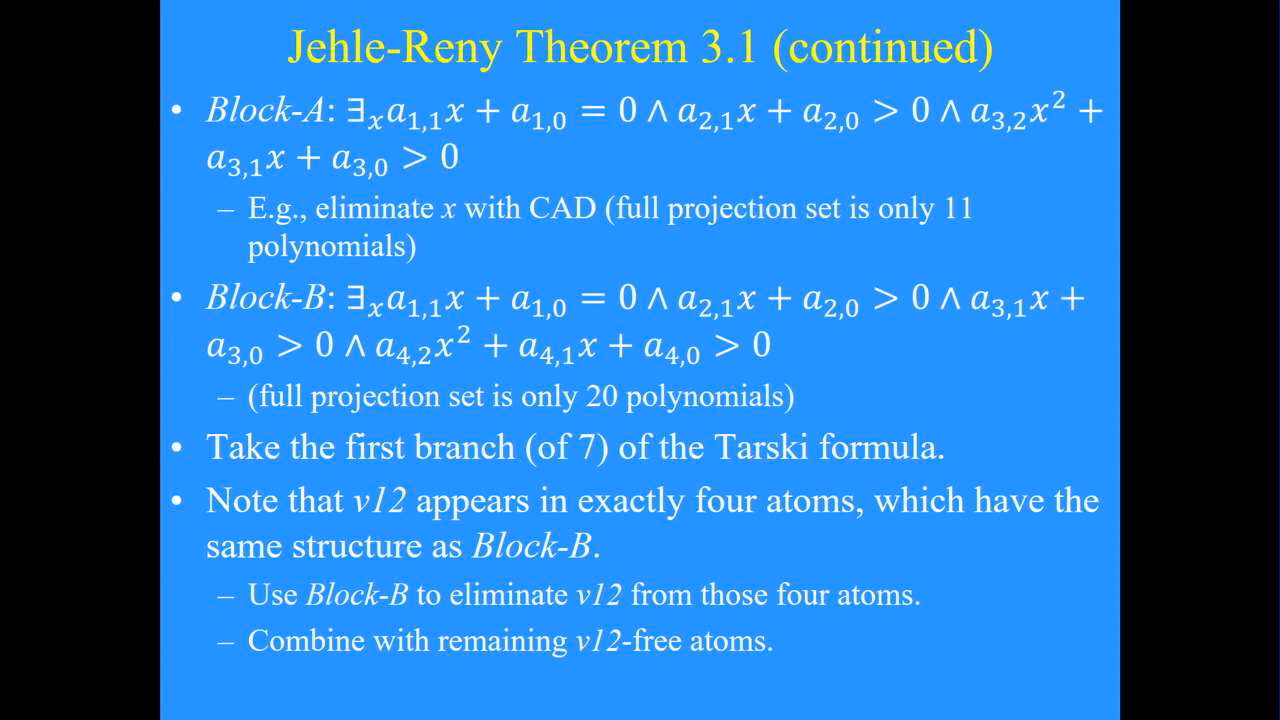 Jehle-Reny Theorem 3.1 (continued)
• Block-A: ∃ₓa₁,₁x + a₁,₀ = 0 ∧ a₂,₁x + a₂,₀ > 0 ∧ a₃,₂x² +
a₃,₁x + a₃,₀ > 0
– E.g., eliminate x with CAD (full projection set is only 11
polynomials)
• Block-B: ∃ₓa₁,₁x + a₁,₀ = 0 ∧ a₂,₁x + a₂,₀ > 0 ∧ a₃,₁x +
a₃,₀ > 0 ∧ a₄,₂x² + a₄,₁x + a₄,₀ > 0
– (full projection set is only 20 polynomials)
• Take the first branch (of 7) of the Tarski formula.
• Note that v12 appears in exactly four atoms, which have the
same structure as Block-B.
– Use Block-B to eliminate v12 from those four atoms.
– Combine with remaining v12-free atoms.